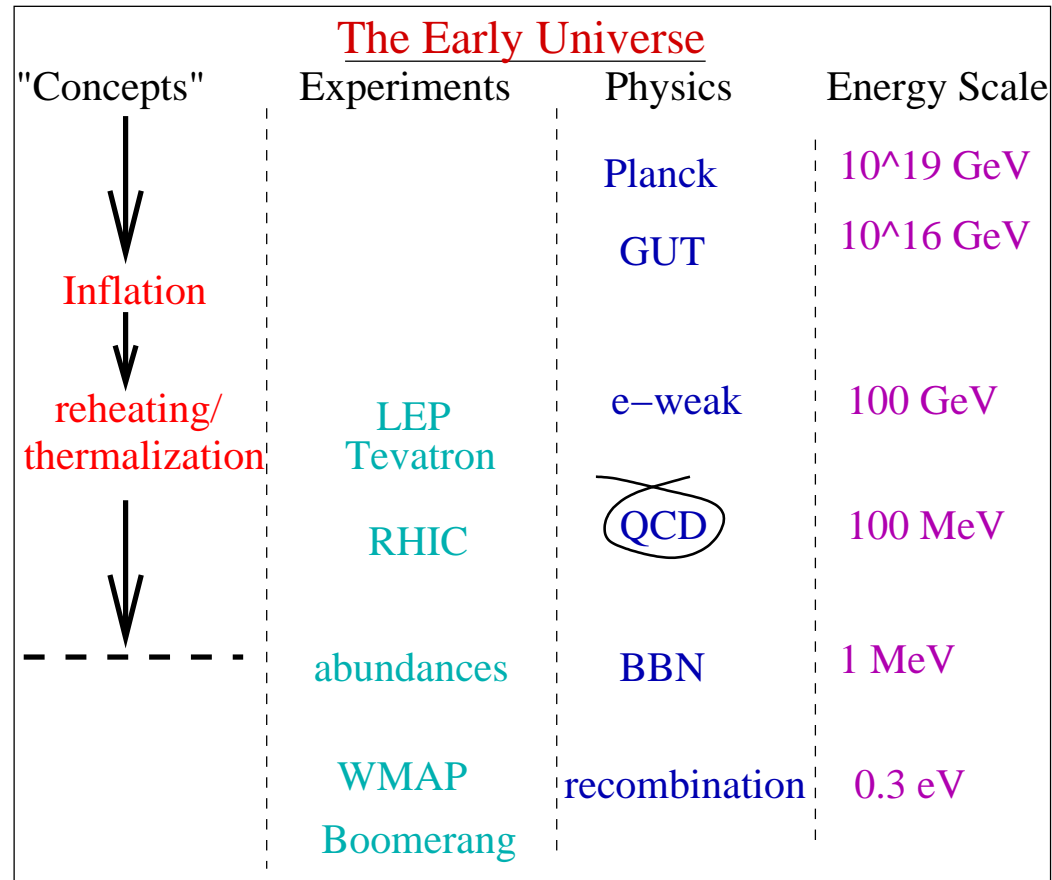 The Early Universe
"Concepts" Experiments Physics Energy Scale
Planck 10^19 GeV
GUT 10^16 GeV
Inflation
reheating/
thermalization
LEP
Tevatron
e−weak 100 GeV
RHIC QCD 100 MeV
abundances BBN 1 MeV
WMAP recombination 0.3 eV
Boomerang